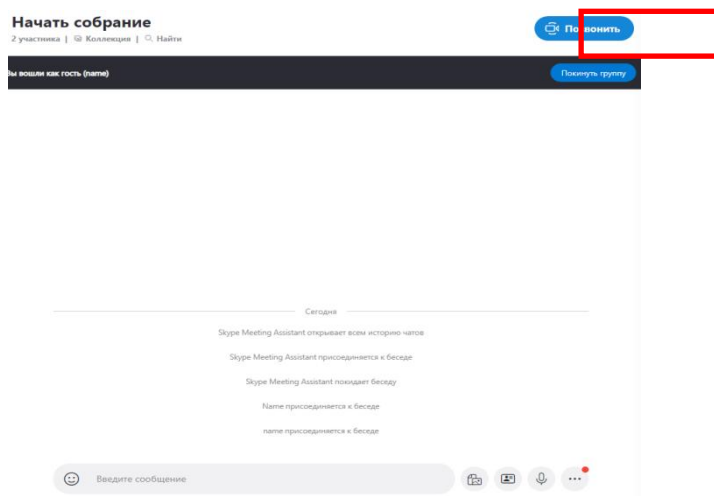 Начать собрание
Позвонить
2 участника | Коллекция | Найти
Вы вошли как гость (name)
Покинуть группу
Сегодня
Skype Meeting Assistant открывает всем историю чатов
Skype Meeting Assistant присоединяется к беседе
Skype Meeting Assistant покидает беседу
Name присоединяется к беседе
name присоединяется к беседе
Введите сообщение